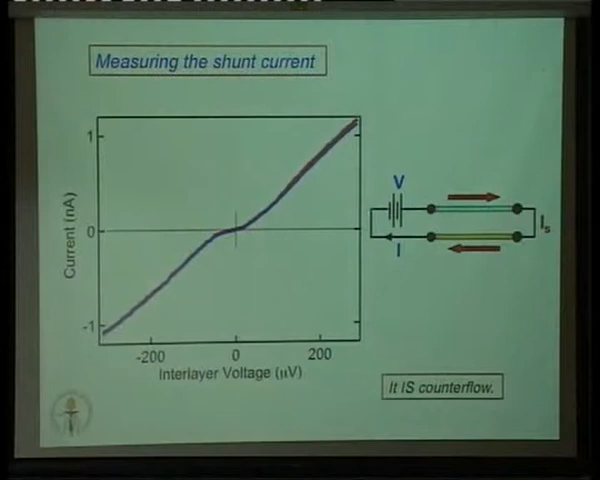 Measuring the shunt current
1
0
-1
Current (nA)
-200
0
200
Interlayer Voltage (μV)
V
I
Is
It IS counterflow.